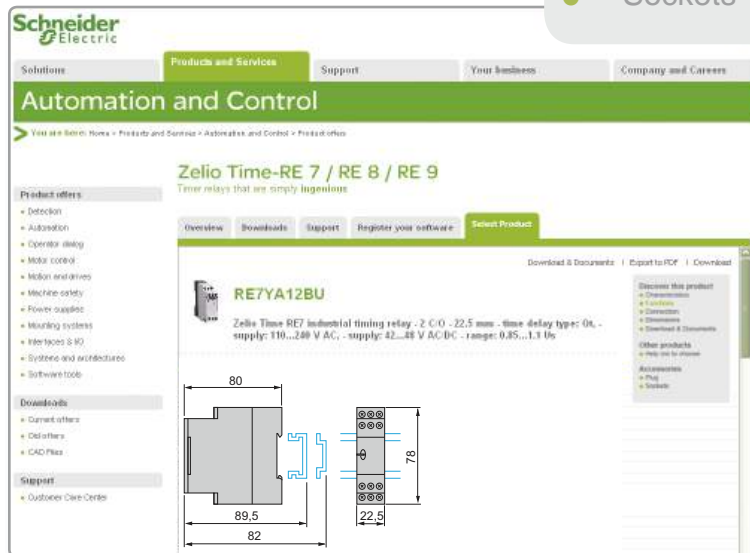 Sockets
Schneider
Electric
Solutions
Products and Services
Support
Your business
Company and Careers
Automation and Control
You are here: Home > Products and Services > Automation and Control > Product offers
Zelio Time-RE 7 / RE 8 / RE 9
Timer relays that are simply ingenious
Product offers
Detection
Automation
Operator dialog
Motor control
Motion and drives
Machine safety
Power supplies
Mounting systems
Interfaces & I/O
Systems and architectures
Software tools
Downloads
Current offers
Old offers
CAD Files
Support
Customer Care Center
Overview
Downloads
Support
Register your software
Select Product
Download & Documents | Export to PDF | Download
RE7YA12BU
Zelio Time RE7 industrial timing relay - 2 C/O - 22.5 mm - time delay type: Qt, -
supply: 110...240 V AC, - supply: 42...48 V AC/DC - range: 0.85...1.1 Us
Discover this product
Characteristics
Functions
Connection
Dimensions
Download & Documents
Other products
Help me to choose
Accessories
Plug
Sockets
80
78
89,5
22,5
82